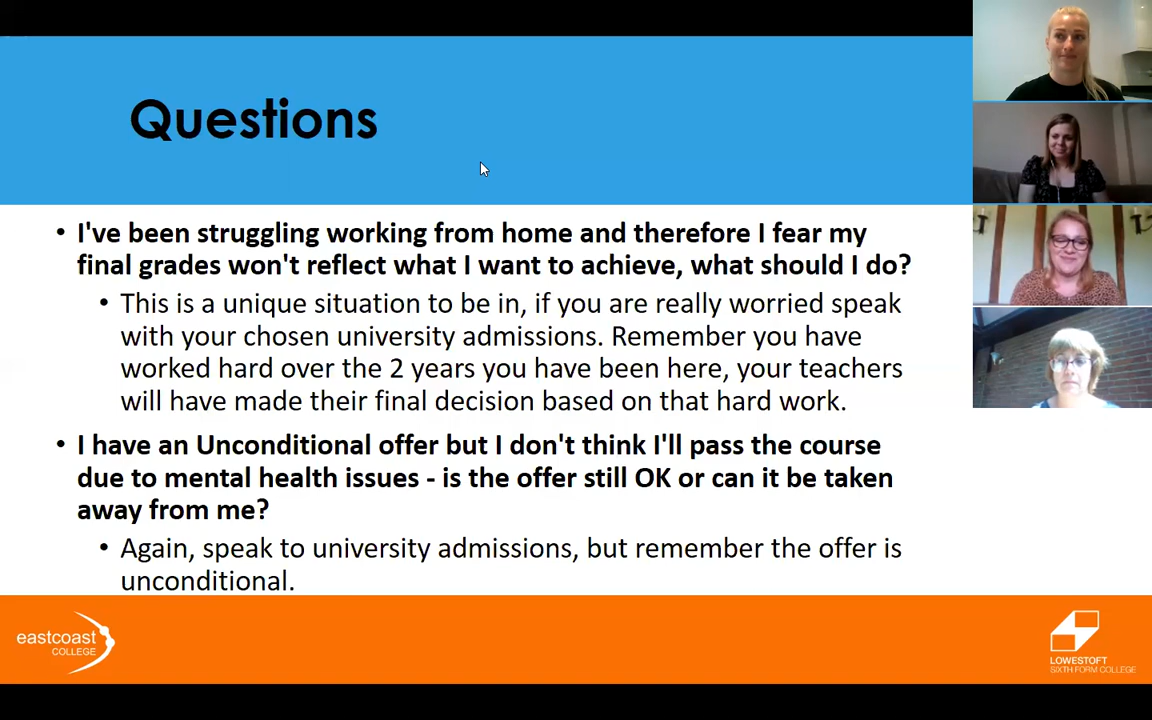 Questions
• I've been struggling working from home and therefore I fear my
final grades won't reflect what I want to achieve, what should I do?
• This is a unique situation to be in, if you are really worried speak
with your chosen university admissions. Remember you have
worked hard over the 2 years you have been here, your teachers
will have made their final decision based on that hard work.
• I have an Unconditional offer but I don't think I'll pass the course
due to mental health issues - is the offer still OK or can it be taken
away from me?
• Again, speak to university admissions, but remember the offer is
unconditional.
eastcoast
COLLEGE
LOWESTOFT
SIXTH FORM COLLEGE